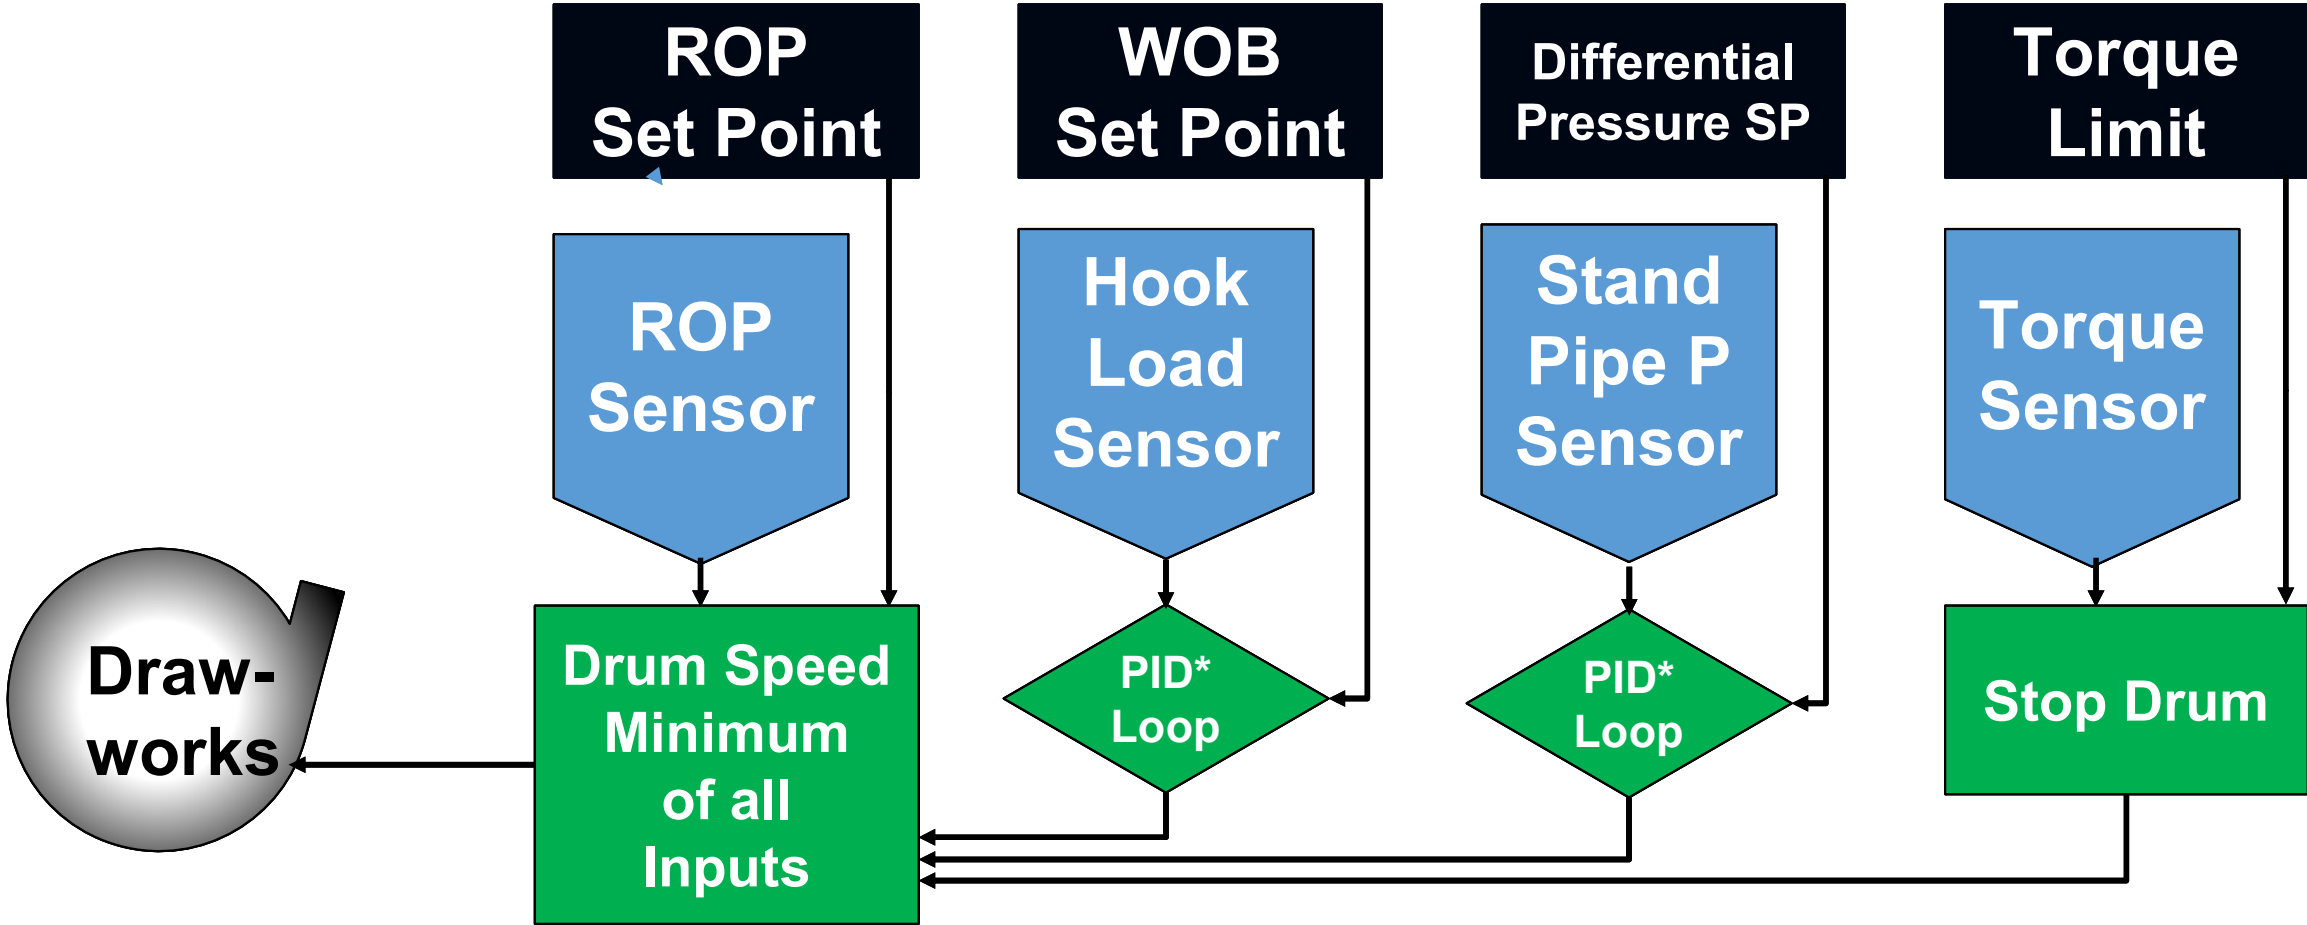 ROP
Set Point
WOB
Set Point
Differential
Pressure SP
Torque
Limit
ROP
Sensor
Hook
Load
Sensor
Stand
Pipe P
Sensor
Torque
Sensor
Draw-
works
Drum Speed
Minimum
of all
Inputs
PID*
Loop
PID*
Loop
Stop Drum